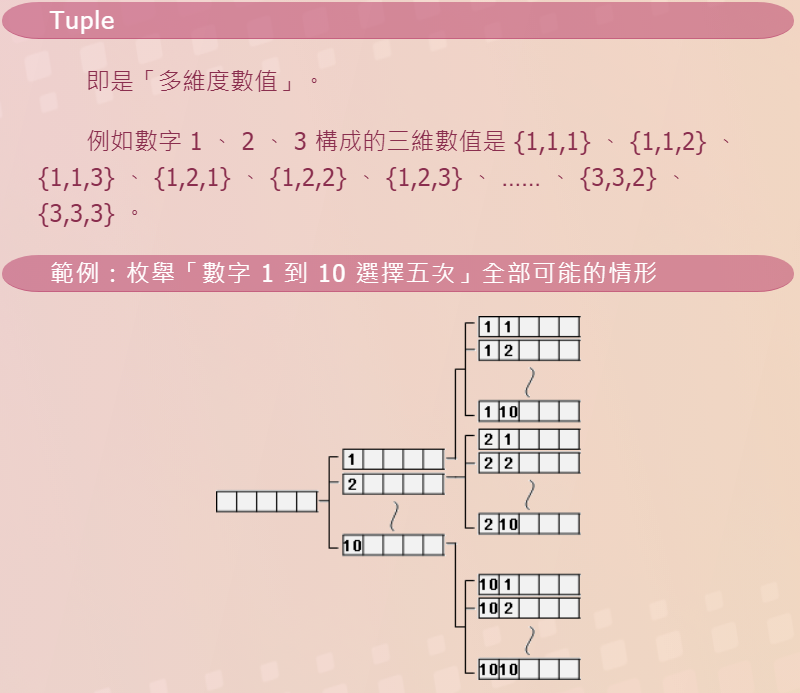 Tuple
即是「多維度數值」。
例如數字 1 、 2 、 3 構成的三維數值是 {1,1,1} 、 {1,1,2} 、
{1,1,3} 、 {1,2,1} 、 {1,2,2} 、 {1,2,3} 、 …… 、 {3,3,2} 、
{3,3,3} 。
範例：枚舉「數字 1 到 10 選擇五次」全部可能的情形
1 1
1 2
1 10
2 1
1
2 2
2
2 10
10
10 1
10 2
10 10